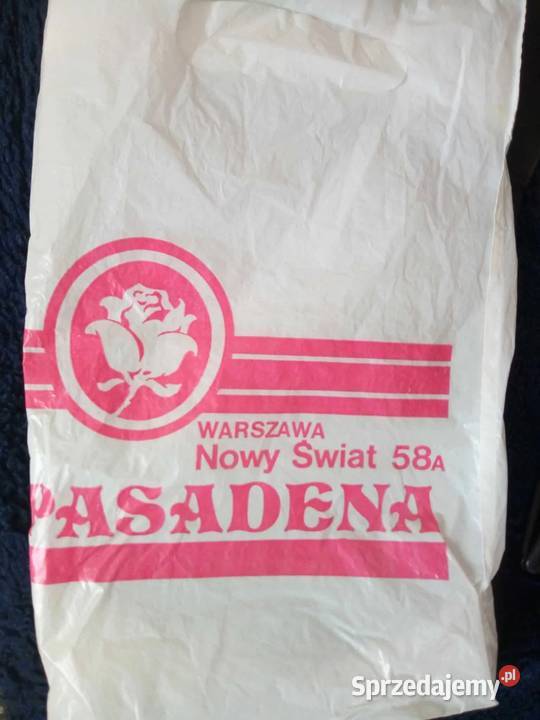 WARSZAWA
Nowy Świat 58A
PASADENA
Sprzedajemy.pl